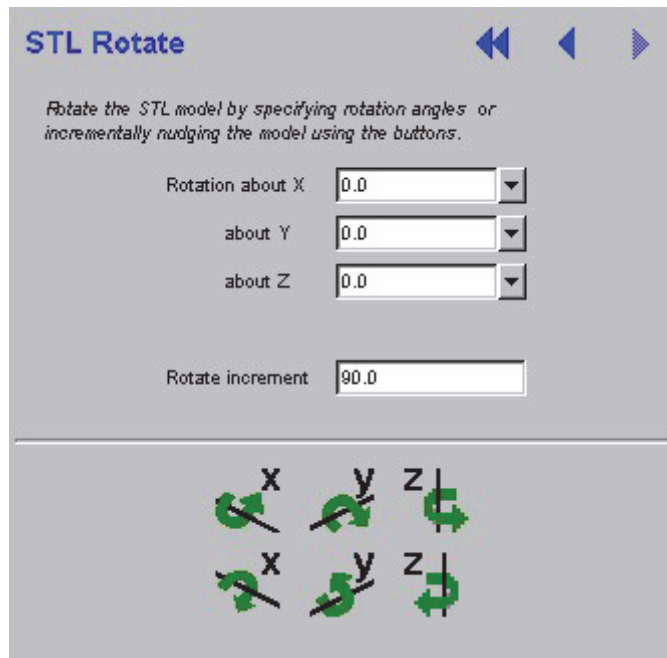 STL Rotate
Rotate the STL model by specifying rotation angles or
incrementally nudging the model using the buttons.
Rotation about X 0.0
about Y 0.0
about Z 0.0
Rotate increment 90.0
X y Z
X y Z